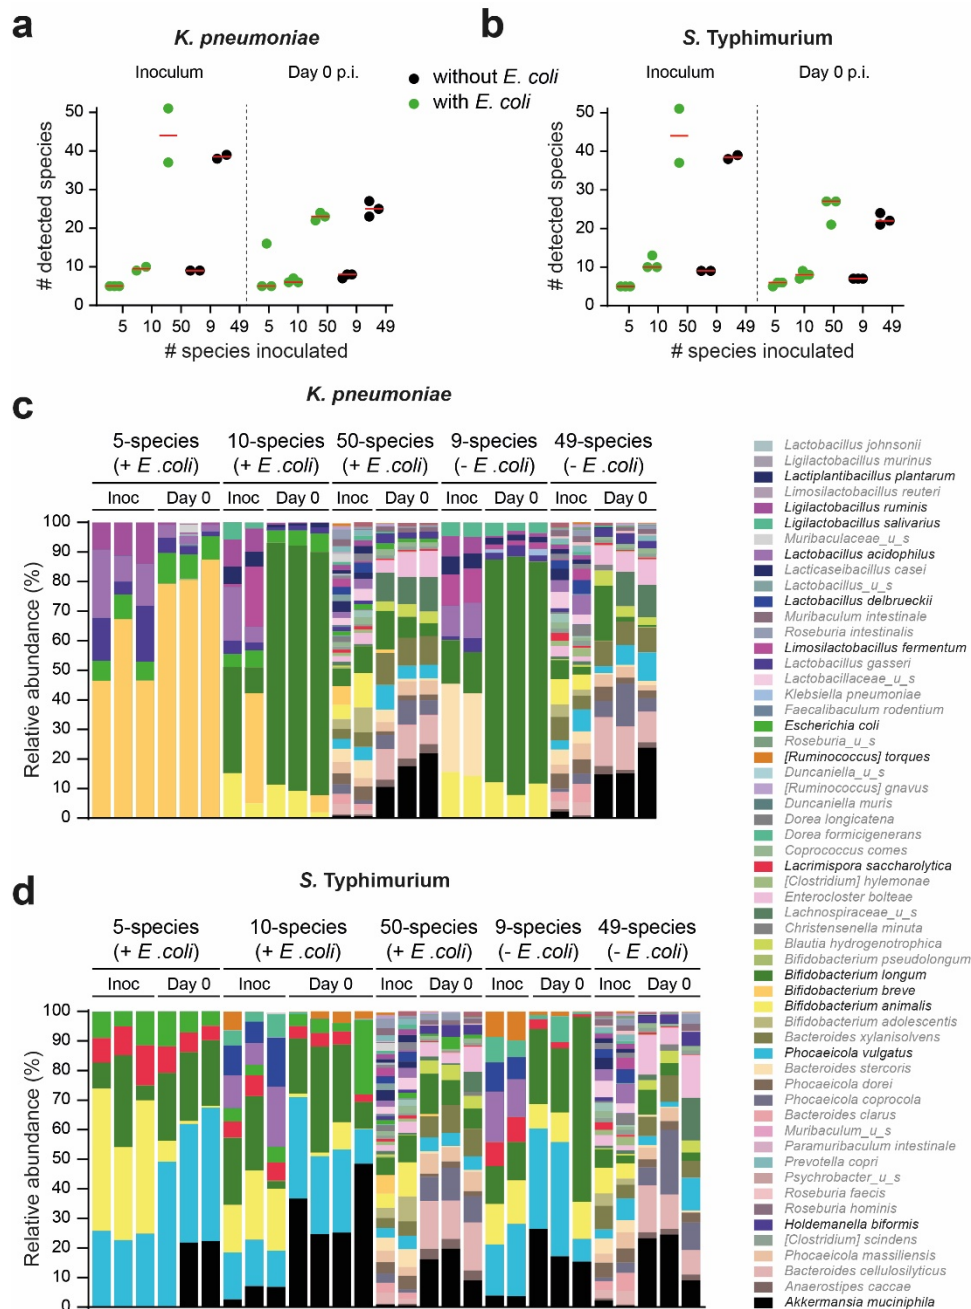 a
b
K. pneumoniae
S. Typhimurium
Inoculum
Day 0 p.i.
without E. coli
with E. coli
Inoculum
Day 0 p.i.
# detected species
50
40
30
20
10
0
5
10
50
9
49
5
10
50
9
49
# species inoculated
# detected species
50
40
30
20
10
0
5
10
50
9
49
# species inoculated
c
K. pneumoniae
5-species
(+ E .coli)
10-species
(+ E .coli)
50-species
(+ E .coli)
9-species
(- E .coli)
49-species
(- E .coli)
Inoc
Day 0
Inoc
Day 0
Inoc
Day 0
Inoc
Day 0
Inoc
Day 0
Relative abundance (%)
100
90
80
70
60
50
40
30
20
10
0
d
S. Typhimurium
5-species
(+ E .coli)
10-species
(+ E .coli)
50-species
(+ E .coli)
9-species
(- E .coli)
49-species
(- E .coli)
Inoc
Day 0
Inoc
Day 0
Inoc
Day 0
Inoc
Day 0
Inoc
Day 0
Relative abundance (%)
100
90
80
70
60
50
40
30
20
10
0
Lactobacillus johnsonii
Ligilactobacillus murinus
Lactiplantibacillus plantarum
Limosilactobacillus reuteri
Ligilactobacillus ruminis
Ligilactobacillus salivarius
Muribaculaceae_u_s
Lactobacillus acidophilus
Lacticaseibacillus casei
Lactobacillus_u_s
Lactobacillus delbrueckii
Muribaculum intestinale
Roseburia intestinalis
Limosilactobacillus fermentum
Lactobacillus gasseri
Lactobacillaceae_u_s
Klebsiella pneumoniae
Faecalibaculum rodentium
Escherichia coli
Roseburia_u_s
[Ruminococcus] torques
Duncaniella_u_s
[Ruminococcus] gnavus
Duncaniella muris
Dorea longicatena
Dorea formicigenerans
Coprococcus comes
Lacrimispora saccharolytica
[Clostridium] hylemonae
Enterocloster bolteae
Lachnospiraceae_u_s
Christensenella minuta
Blautia hydrogenotrophica
Bifidobacterium pseudolongum
Bifidobacterium longum
Bifidobacterium breve
Bifidobacterium animalis
Bifidobacterium adolescentis
Bacteroides xylanisolvens
Phocaeicola vulgatus
Bacteroides stercoris
Phocaeicola dorei
Phocaeicola coprocola
Bacteroides clarus
Muribaculum_u_s
Paramuribaculum intestinale
Prevotella copri
Psychrobacter_u_s
Roseburia faecis
Roseburia hominis
Holdemanella biformis
[Clostridium] scindens
Phocaeicola massiliensis
Bacteroides cellulosilyticus
Anaerostipes caccae
Akkermansia muciniphila